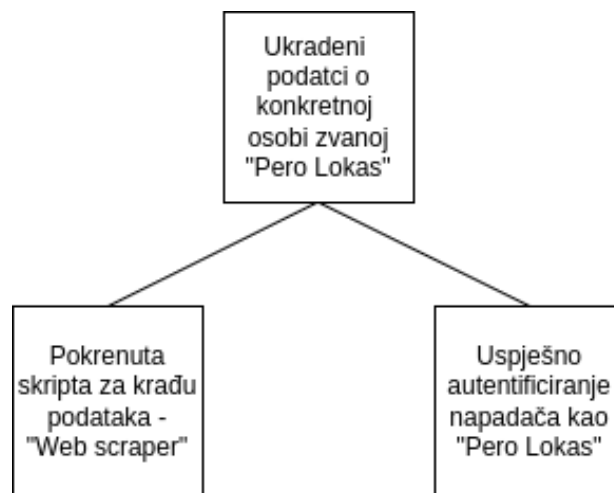 Ukradeni
podatci o
konkretnoj
osobi zvanoj
"Pero Lokas"
Pokrenuta
skripta za krađu
podataka -
"Web scraper"
Uspješno
autentificiranje
napadača kao
"Pero Lokas"